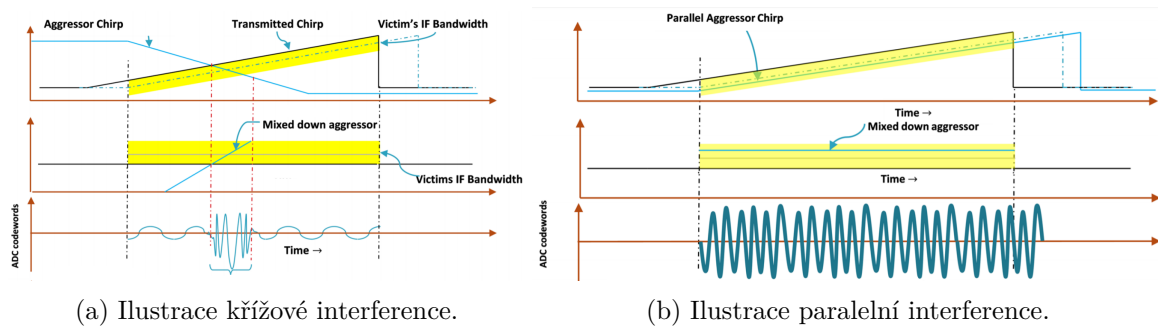 Aggressor Chirp
Transmitted Chirp
Victim's IF Bandwidth
Mixed down aggressor
Victims IF Bandwidth
ADC codewords
Time →
(a) Ilustrace křížové interference.
Parallel Aggressor Chirp
Time →
Mixed down aggressor
Time →
ADC codewords
(b) Ilustrace paralelní interference.